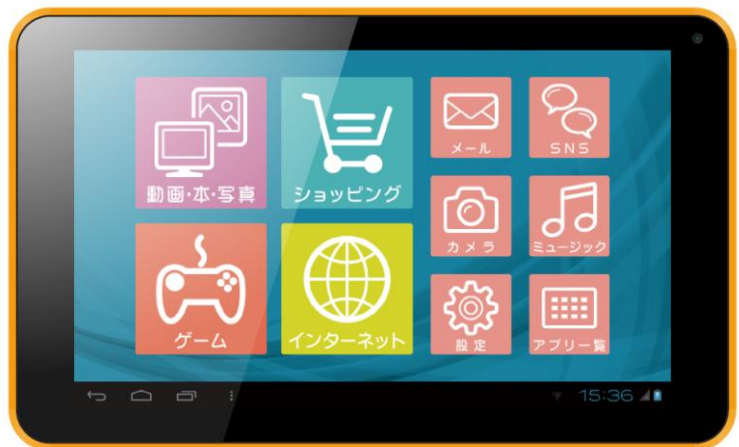 動画・本・写真
ショッピング
メール
SNS
カメラ
ミュージック
ゲーム
インターネット
設定
アプリ一覧
15:36